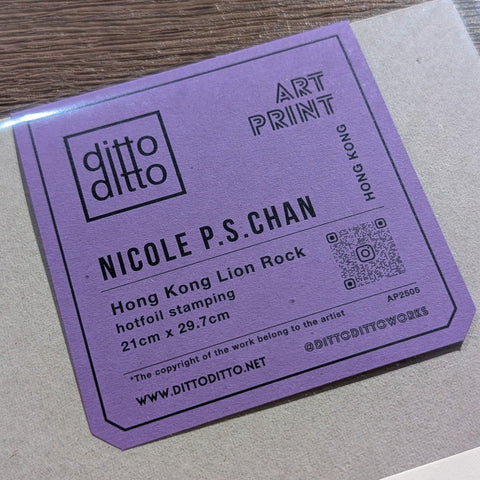 ditto
ditto
ART
PRINT
HONG KONG
NICOLE P.S.CHAN
Hong Kong Lion Rock
hotfoil stamping
21cm x 29.7cm
AP2505
*The copyright of the work belong to the artist
WWW.DITTODITTO.NET
@DITTODITTOWORKS